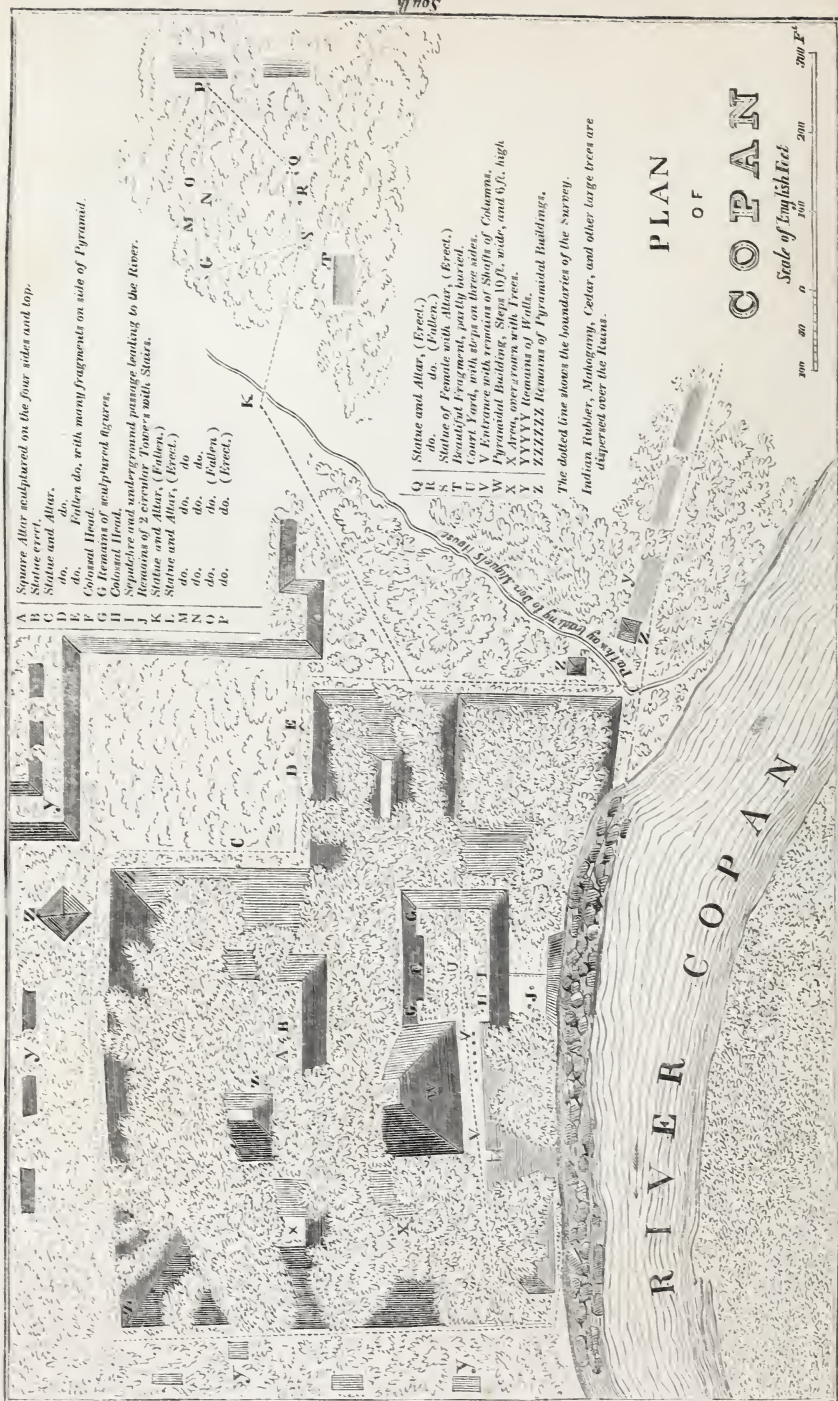 South
A Square Altar sculptured on the four sides and top.
B Statue erect.
C Statue and Altar.
D do. do.
E do. Fallen do. with many fragments on side of Pyramid.
F Colossal Head.
G G Remains of sculptured figures.
H Colossal Head.
I Sepulchre and underground passage leading to the River.
J Remains of 2 circular Towers with Stairs.
K Statue and Altar, (Fallen.)
L Statue and Altar, (Erect.)
M do. do. do
N do. do. do.
O do. do. (Fallen)
P do. do. (Erect.)
Q Statue and Altar, (Erect.)
R do. do. (Fallen.)
S Statue of Female with Altar, (Erect.)
T Beautiful Fragment, partly buried.
U Court Yard, with steps on three sides.
V V Entrance with remains of Shafts of Columns.
W Pyramidal Building, Steps 10ft. wide, and 6ft. high
X X Area, overgrown with Trees.
Y YYYYY Remains of Walls.
Z ZZZZZZ Remains of Pyramidal Buildings.
The dotted line shows the boundaries of the Survey.
Indian Rubber, Mahogany, Cedar, and other large trees are
dispersed over the Ruins.
PLAN
OF
COPAN
Scale of English Feet
100 50 0 100 200 300 Ft
Pathway leading to Don Miguel's House
RIVER COPAN
Z
Y
Y
Z
Y
Y
Z
X
X
Z
A
B
C
D
E
G
F
G
U
H
I
J
W
V
V
Z
Z
Y
K
G
M
O
N
P
Q
R
S
T